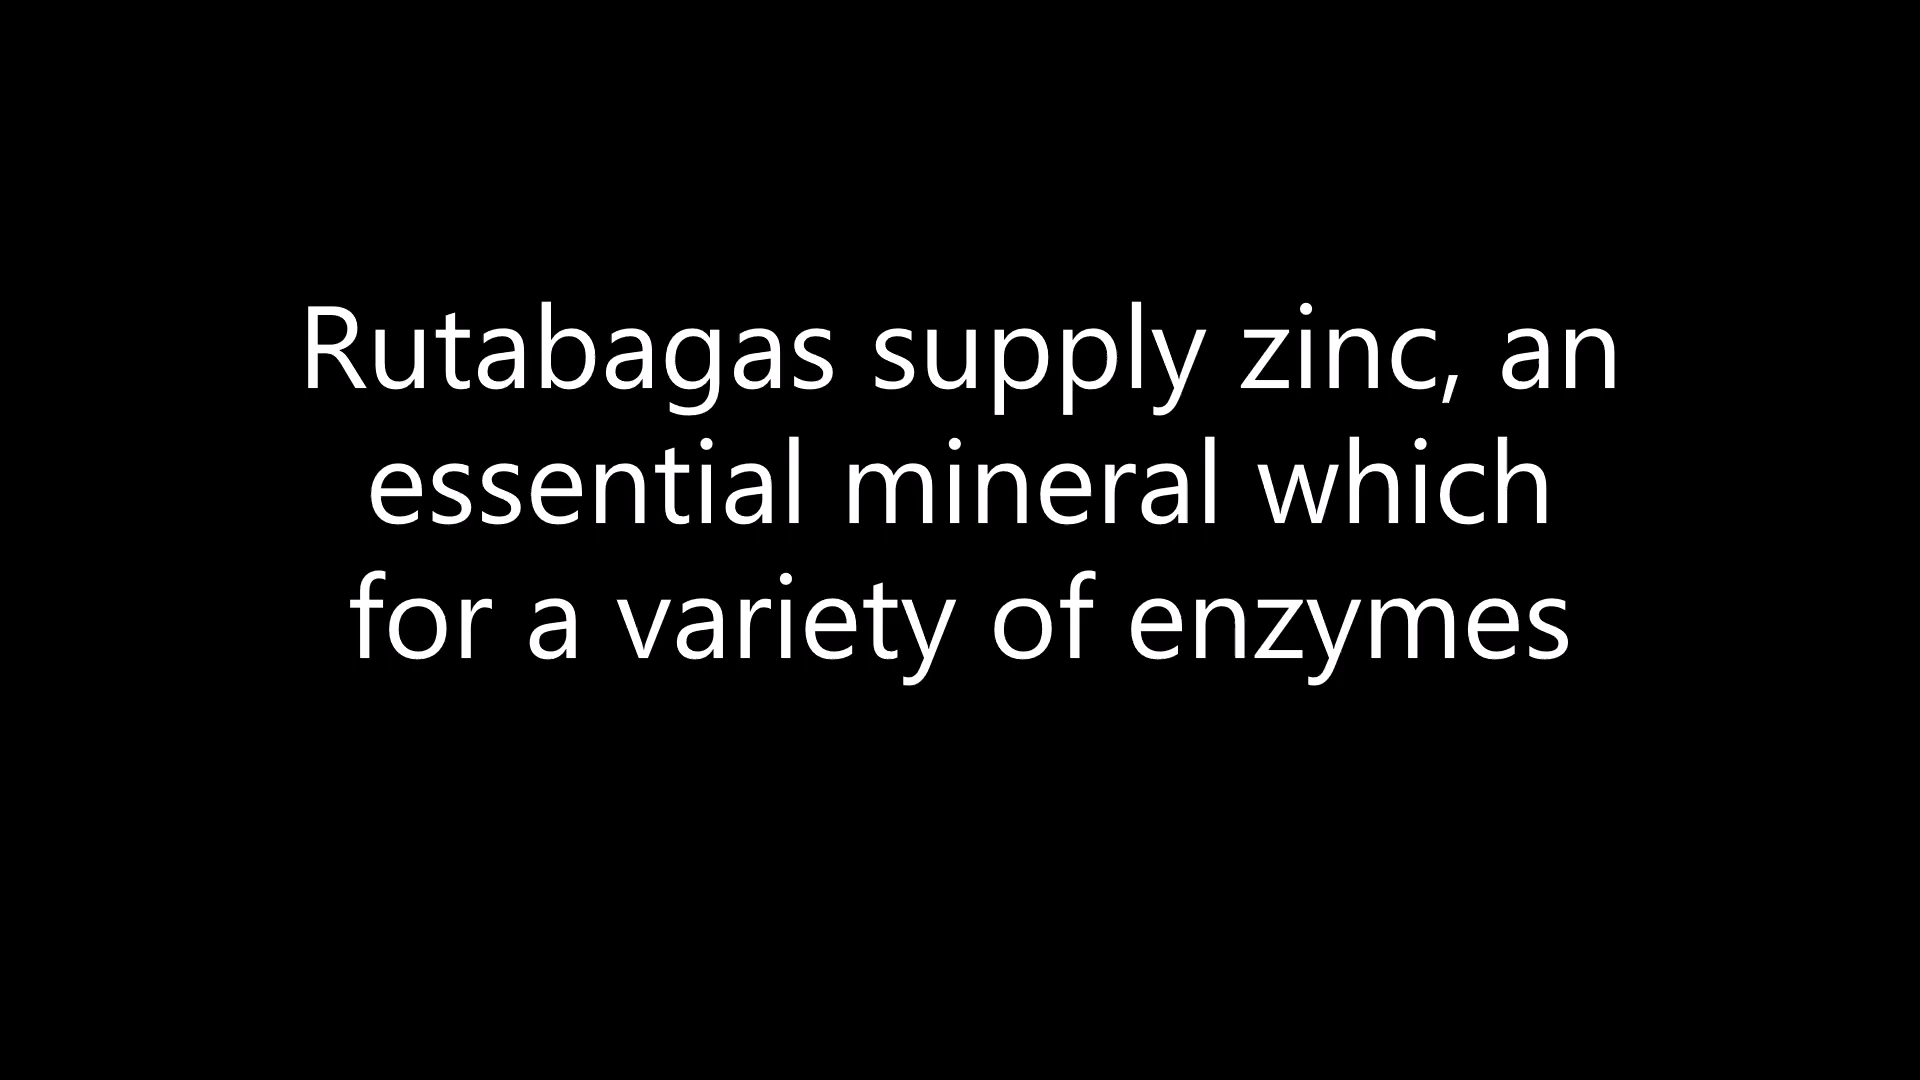 Rutabagas supply zinc, an
essential mineral which
for a variety of enzymes